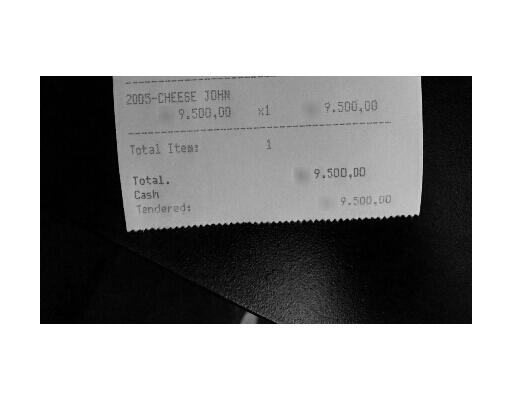 2005-CHEESE JOHN
9.500,00 x1 9.500,00
Total Item: 1
Total. 9.500,00
Cash
Tendered: 9.500,00